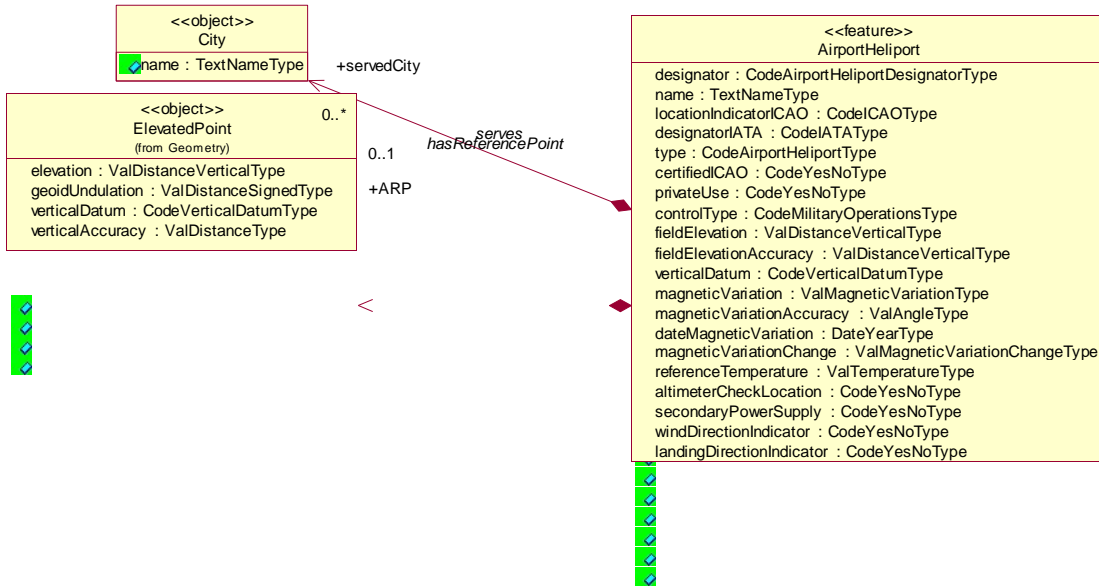 <<object>>
City
name : TextNameType
+servedCity
0..*
<<object>>
ElevatedPoint
(from Geometry)
elevation : ValDistanceVerticalType
geoidUndulation : ValDistanceSignedType
verticalDatum : CodeVerticalDatumType
verticalAccuracy : ValDistanceType
0..1
+ARP
serves
hasReferencePoint
<<feature>>
AirportHeliport
designator : CodeAirportHeliportDesignatorType
name : TextNameType
locationIndicatorICAO : CodeICAOType
designatorIATA : CodeIATAType
type : CodeAirportHeliportType
certifiedICAO : CodeYesNoType
privateUse : CodeYesNoType
controlType : CodeMilitaryOperationsType
fieldElevation : ValDistanceVerticalType
fieldElevationAccuracy : ValDistanceVerticalType
verticalDatum : CodeVerticalDatumType
magneticVariation : ValMagneticVariationType
magneticVariationAccuracy : ValAngleType
dateMagneticVariation : DateYearType
magneticVariationChange : ValMagneticVariationChangeType
referenceTemperature : ValTemperatureType
altimeterCheckLocation : CodeYesNoType
secondaryPowerSupply : CodeYesNoType
windDirectionIndicator : CodeYesNoType
landingDirectionIndicator : CodeYesNoType